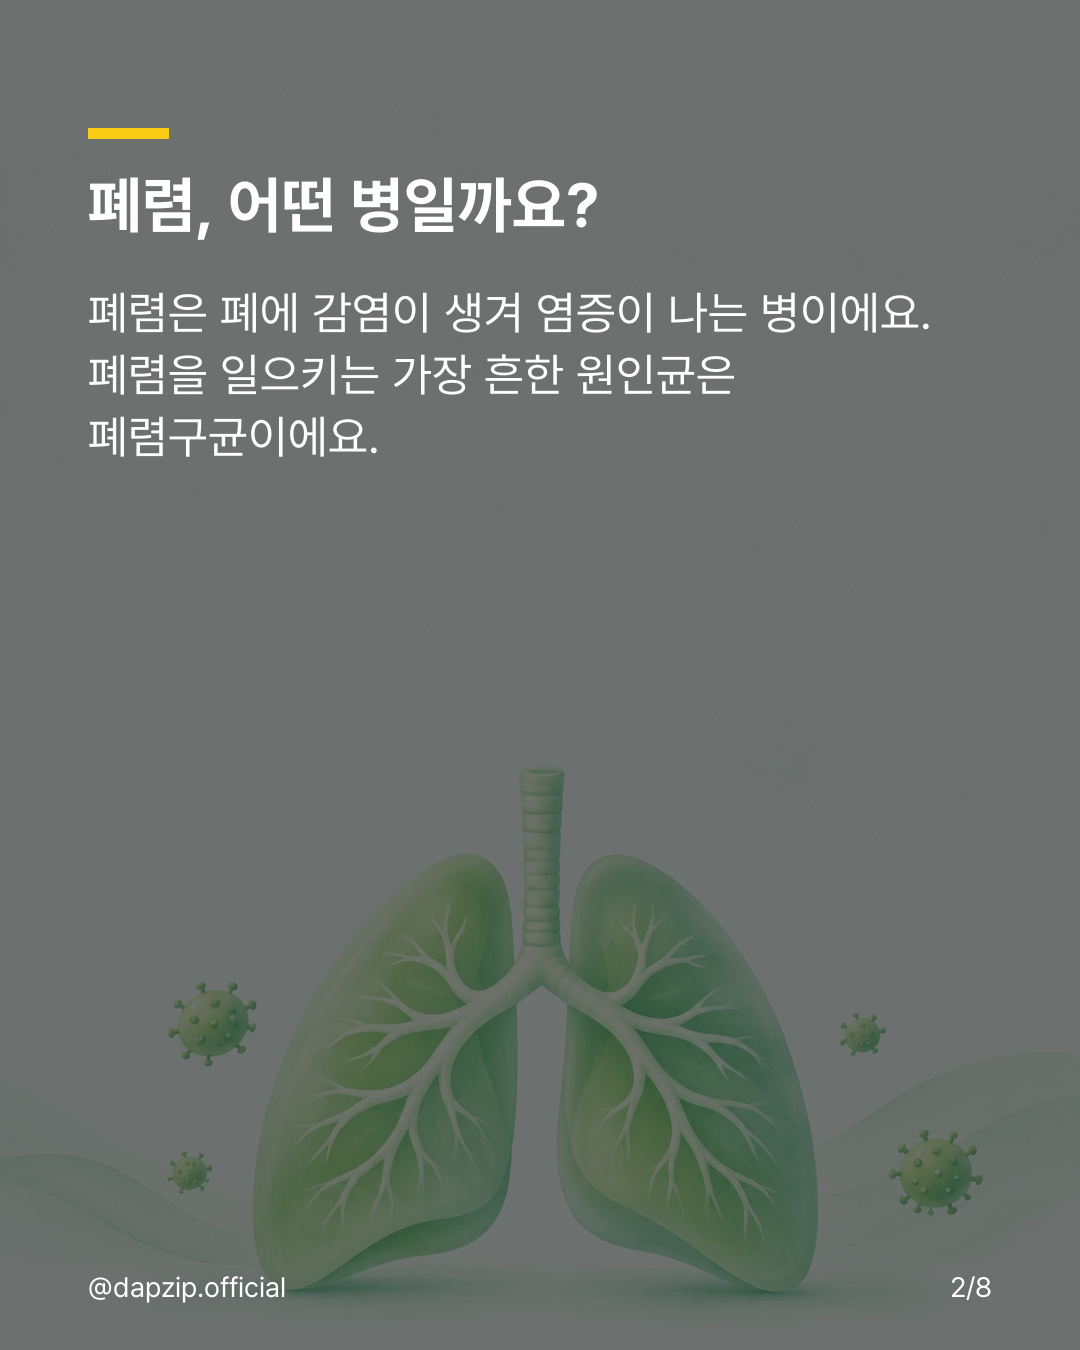 폐렴, 어떤 병일까요?
폐렴은 폐에 감염이 생겨 염증이 나는 병이에요.
폐렴을 일으키는 가장 흔한 원인균은
폐렴구균이에요.
@dapzip.official
2/8